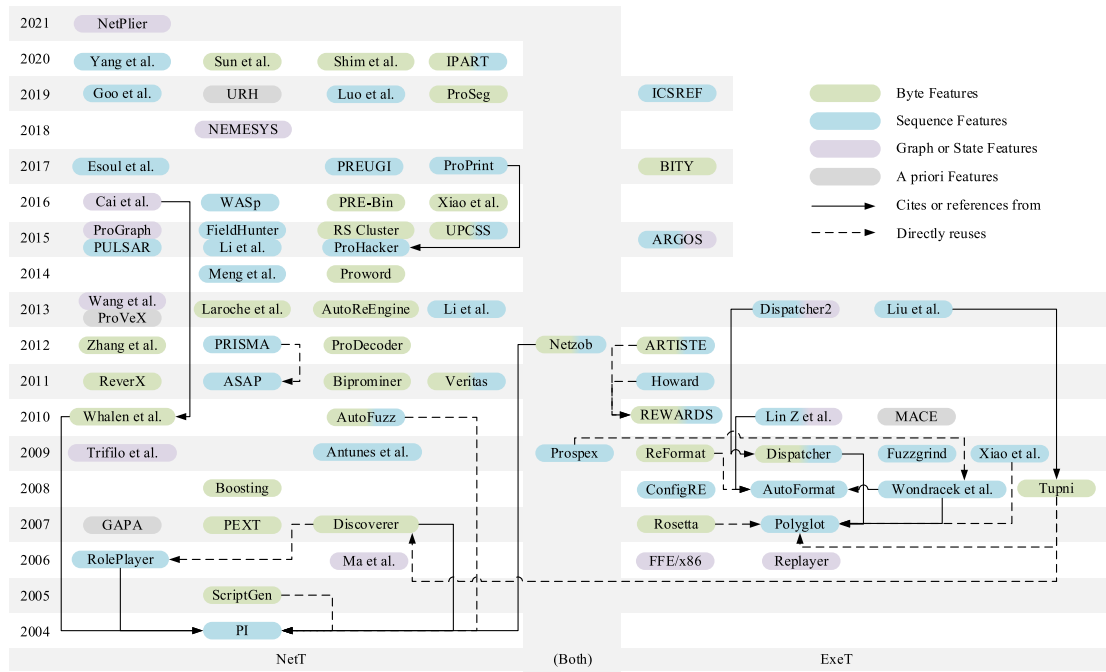 2021
NetPlier
2020
Yang et al.
Sun et al.
Shim et al.
IPART
2019
Goo et al.
URH
Luo et al.
ProSeg
ICSREF
2018
NEMESYS
2017
Esoul et al.
PREUGI
ProPrint
BITY
2016
Cai et al.
WASp
PRE-Bin
Xiao et al.
2015
ProGraph
PULSAR
FieldHunter
Li et al.
RS Cluster
ProHacker
UPCSS
ARGOS
2014
Meng et al.
Proword
2013
Wang et al.
ProVeX
Laroche et al.
AutoReEngine
Li et al.
Dispatcher2
Liu et al.
2012
Zhang et al.
PRISMA
ProDecoder
Netzob
ARTISTE
2011
ReverX
ASAP
Biprominer
Veritas
Howard
2010
Whalen et al.
AutoFuzz
REWARDS
Lin Z et al.
MACE
2009
Trifilo et al.
Antunes et al.
Prospex
ReFormat
Dispatcher
Fuzzgrind
Xiao et al.
2008
Boosting
ConfigRE
AutoFormat
Wondracek et al.
Tupni
2007
GAPA
PEXT
Discoverer
Rosetta
Polyglot
2006
RolePlayer
Ma et al.
FFE/x86
Replayer
2005
ScriptGen
2004
PI
NetT
(Both)
ExeT
Byte Features
Sequence Features
Graph or State Features
A priori Features
Cites or references from
Directly reuses